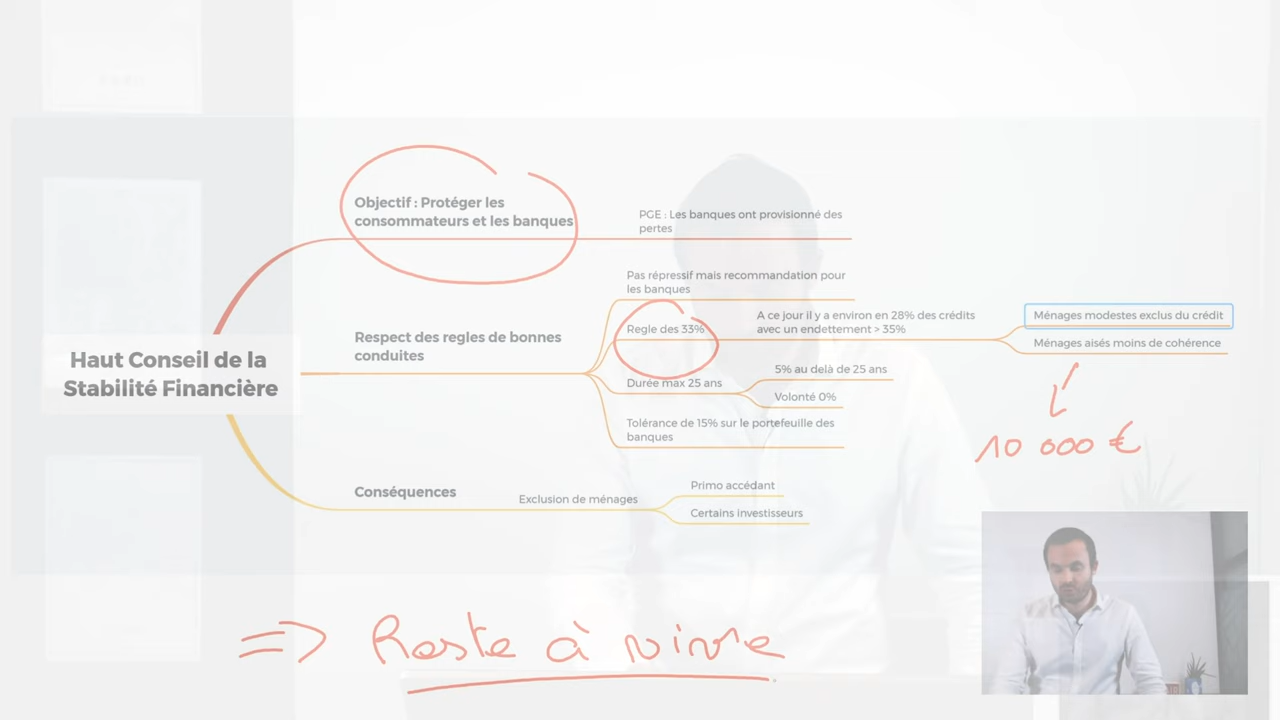 Objectif : Protéger les
consommateurs et les banques
PGE : Les banques ont provisionné des
pertes
Haut Conseil de la
Stabilité Financière
Respect des regles de bonnes
conduites
Pas répressif mais recommandation pour
les banques
Regle des 33%
A ce jour il y a environ en 28% des crédits
avec un endettement > 35%
Ménages modestes exclus du crédit
Ménages aisés moins de cohérence
Durée max 25 ans
5% au delà de 25 ans
Volonté 0%
Tolérance de 15% sur le portefeuille des
banques
10 000 €
Conséquences
Exclusion de ménages
Primo accédant
Certains investisseurs
=> Reste à vivre